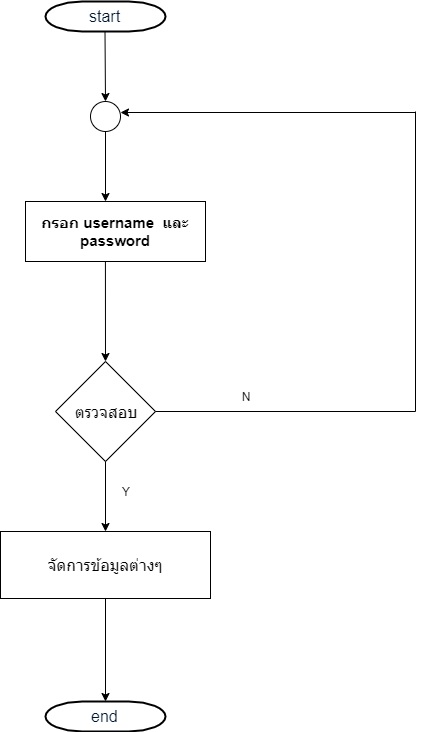 start
กรอก username และ
password
ตรวจสอบ
N
Y
จัดการข้อมูลต่างๆ
end